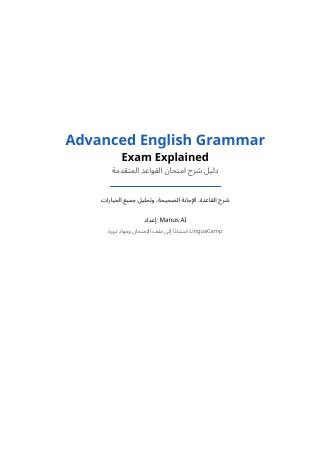 Advanced English Grammar
Exam Explained
دليل شرح امتحان القواعد المتقدمة
شرح القاعدة، الإجابة الصحيحة، وتحليل جميع الخيارات
إعداد: Manus AI
استنادًا إلى ملف الامتحان ومواد دورة LinguaCamp